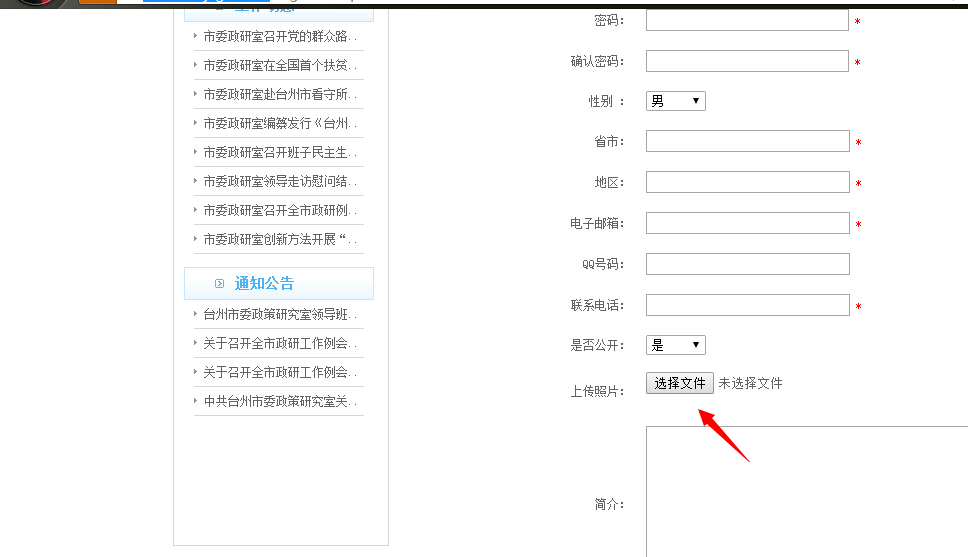 市委政研室召开党的群众路..
市委政研室在全国首个扶贫..
市委政研室赴台州市看守所..
市委政研室编纂发行《台州..
市委政研室召开班子民主生..
市委政研室领导走访慰问结..
市委政研室召开全市政研例..
市委政研室创新方法开展“..
通知公告
台州市委政策研究室领导班..
关于召开全市政研工作例会..
关于召开全市政研工作例会..
中共台州市委政策研究室关..
密码： *
确认密码： *
性别 ： 男
省市： *
地区： *
电子邮箱： *
QQ号码：
联系电话： *
是否公开： 是
上传照片： 选择文件 未选择文件
简介：